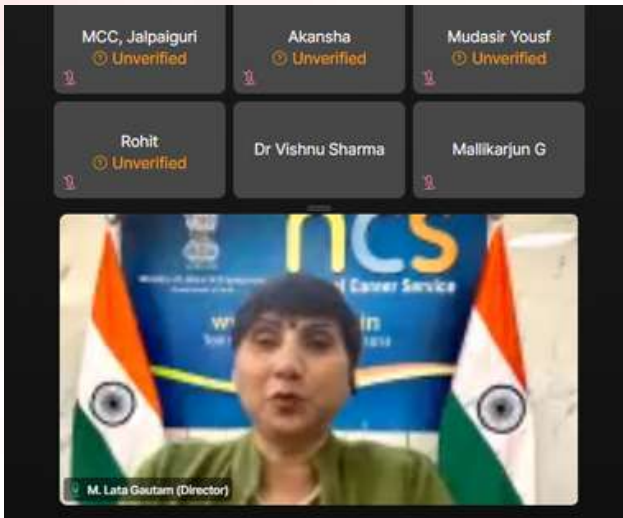 MCC, Jalpaiguri
Unverified
Akansha
Unverified
Mudasir Yousf
Unverified
Rohit
Unverified
Dr Vishnu Sharma
Mallikarjun G
ncs
Career Service
in
M. Lata Gautam (Director)